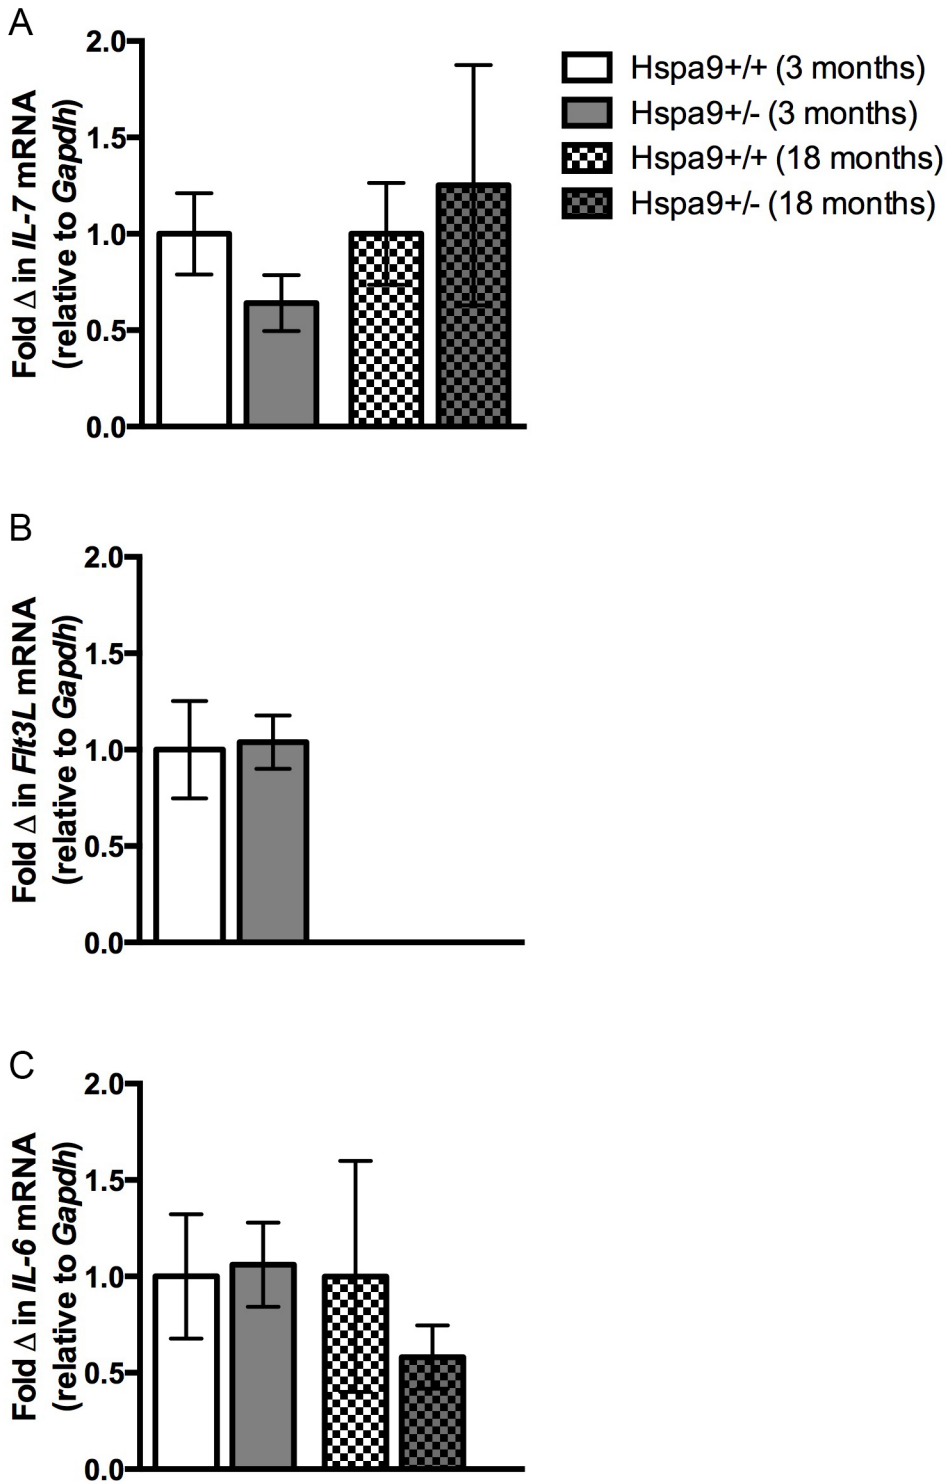 A
Fold Δ in IL-7 mRNA
(relative to Gapdh)
2.0
1.5
1.0
0.5
0.0
Hspa9+/+ (3 months)
Hspa9+/- (3 months)
Hspa9+/+ (18 months)
Hspa9+/- (18 months)
B
Fold Δ in Flt3L mRNA
(relative to Gapdh)
2.0
1.5
1.0
0.5
0.0
C
Fold Δ in IL-6 mRNA
(relative to Gapdh)
2.0
1.5
1.0
0.5
0.0